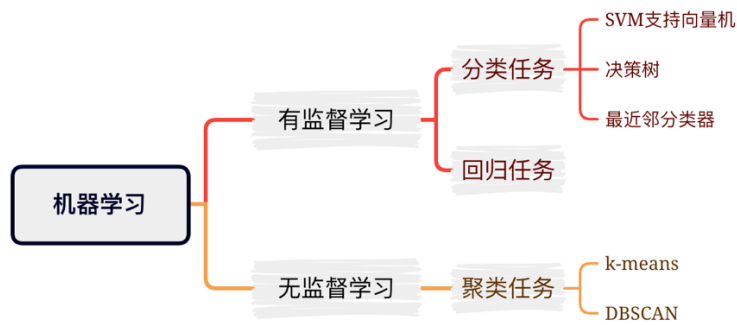 机器学习
有监督学习
分类任务
SVM支持向量机
决策树
最近邻分类器
回归任务
无监督学习
聚类任务
k-means
DBSCAN